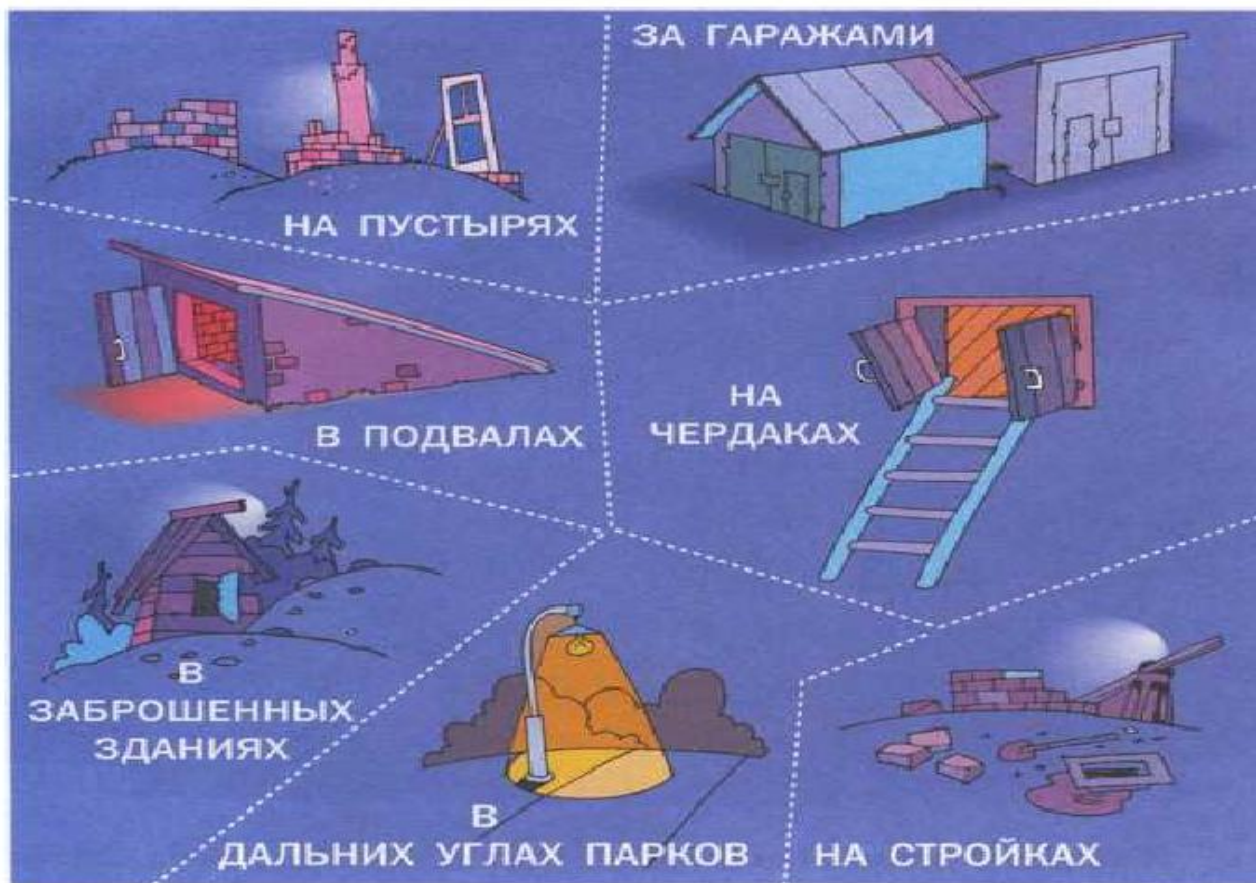 ЗА ГАРАЖАМИ
НА ПУСТЫРЯХ
В ПОДВАЛАХ
НА
ЧЕРДАКАХ
В
ЗАБРОШЕННЫХ
ЗДАНИЯХ
В
ДАЛЬНИХ УГЛАХ ПАРКОВ
НА СТРОЙКАХ